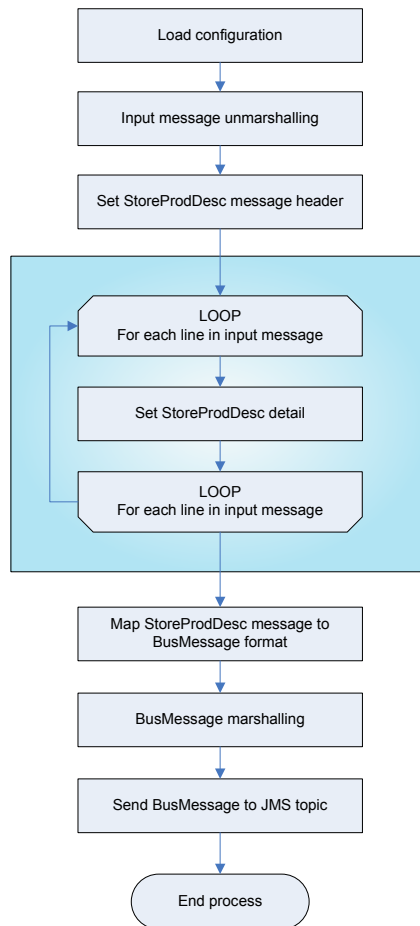 Load configuration
Input message unmarshalling
Set StoreProdDesc message header
LOOP
For each line in input message
Set StoreProdDesc detail
LOOP
For each line in input message
Map StoreProdDesc message to
BusMessage format
BusMessage marshalling
Send BusMessage to JMS topic
End process